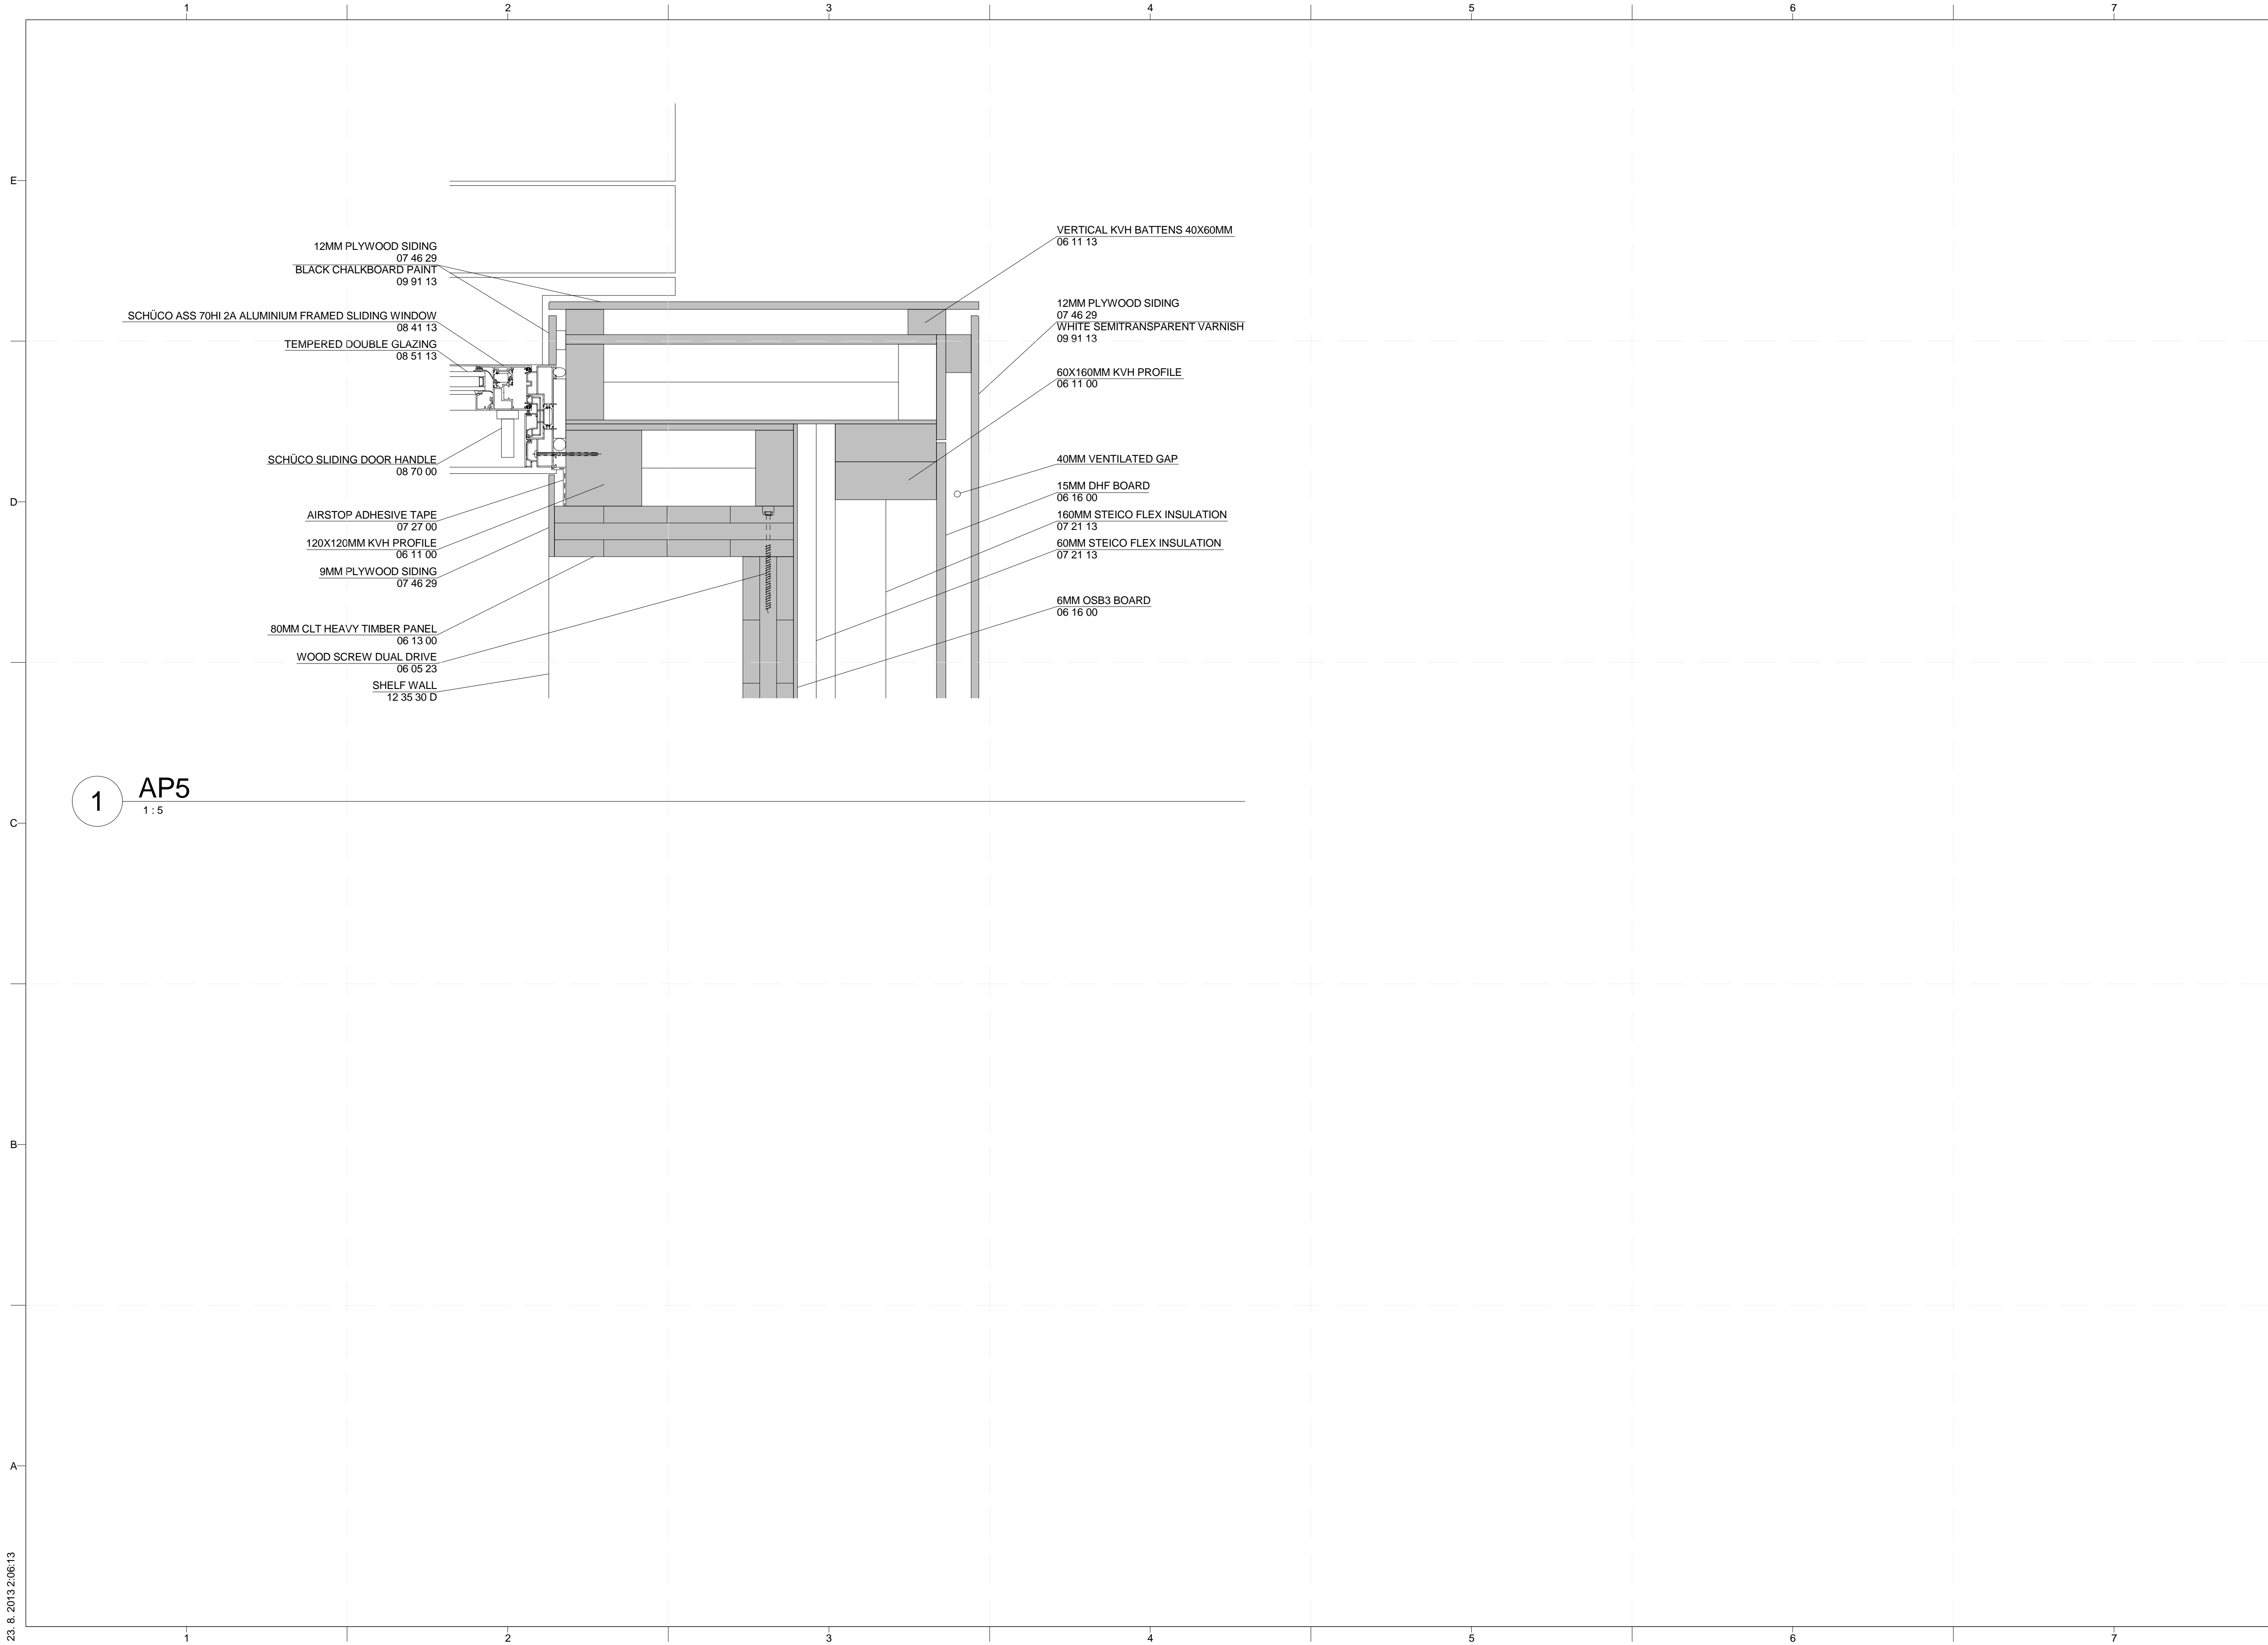 1
2
3
4
5
6
7
E
D
C
B
A
12MM PLYWOOD SIDING
07 46 29
BLACK CHALKBOARD PAINT
09 91 13
SCHÜCO ASS 70HI 2A ALUMINIUM FRAMED SLIDING WINDOW
08 41 13
TEMPERED DOUBLE GLAZING
08 51 13
SCHÜCO SLIDING DOOR HANDLE
08 70 00
AIRSTOP ADHESIVE TAPE
07 27 00
120X120MM KVH PROFILE
06 11 00
9MM PLYWOOD SIDING
07 46 29
80MM CLT HEAVY TIMBER PANEL
06 13 00
WOOD SCREW DUAL DRIVE
06 05 23
SHELF WALL
12 35 30 D
VERTICAL KVH BATTENS 40X60MM
06 11 13
12MM PLYWOOD SIDING
07 46 29
WHITE SEMITRANSPARENT VARNISH
09 91 13
60X160MM KVH PROFILE
06 11 00
40MM VENTILATED GAP
15MM DHF BOARD
06 16 00
160MM STEICO FLEX INSULATION
07 21 13
60MM STEICO FLEX INSULATION
07 21 13
6MM OSB3 BOARD
06 16 00
1
AP5
1 : 5
23. 8. 2013 2:06:13
1
2
3
4
5
6
7